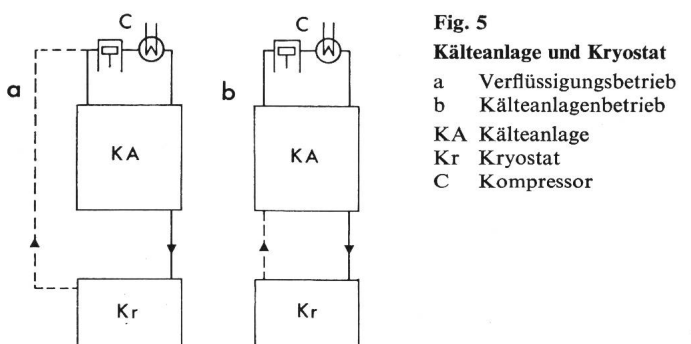 C
a
KA
Kr
C
b
KA
Kr
Fig. 5
Kälteanlage und Kryostat
a Verflüssigungsbetrieb
b Kälteanlagenbetrieb
KA Kälteanlage
Kr Kryostat
C Kompressor